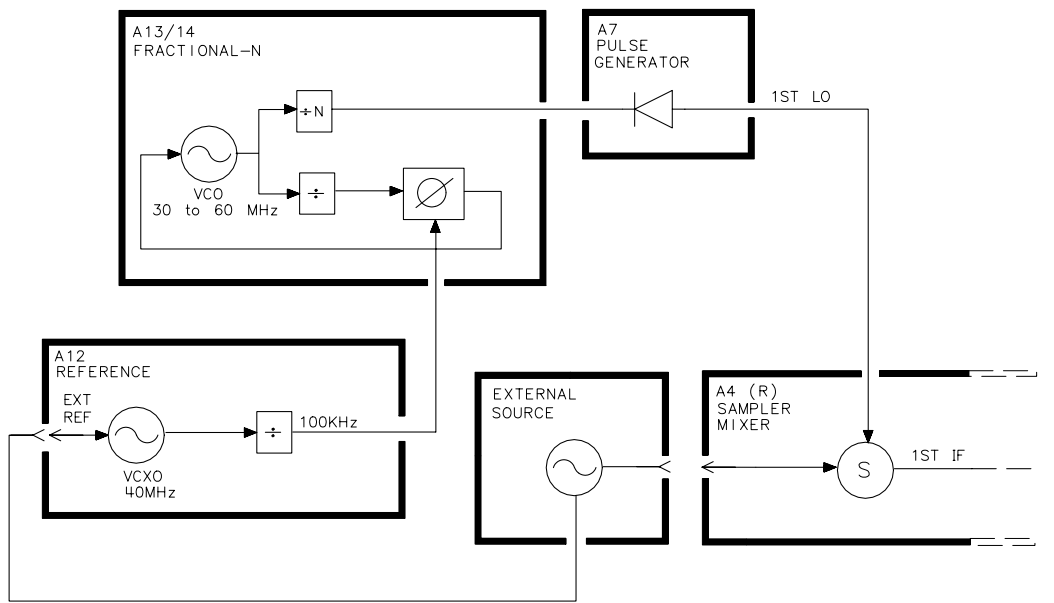 A13/14
FRACTIONAL-N
÷N
VCO
30 to 60 MHz
÷
Ø
A7
PULSE
GENERATOR
1ST LO
A12
REFERENCE
EXT
REF
VCXO
40MHz
÷
100KHz
EXTERNAL
SOURCE
A4 (R)
SAMPLER
MIXER
S
1ST IF